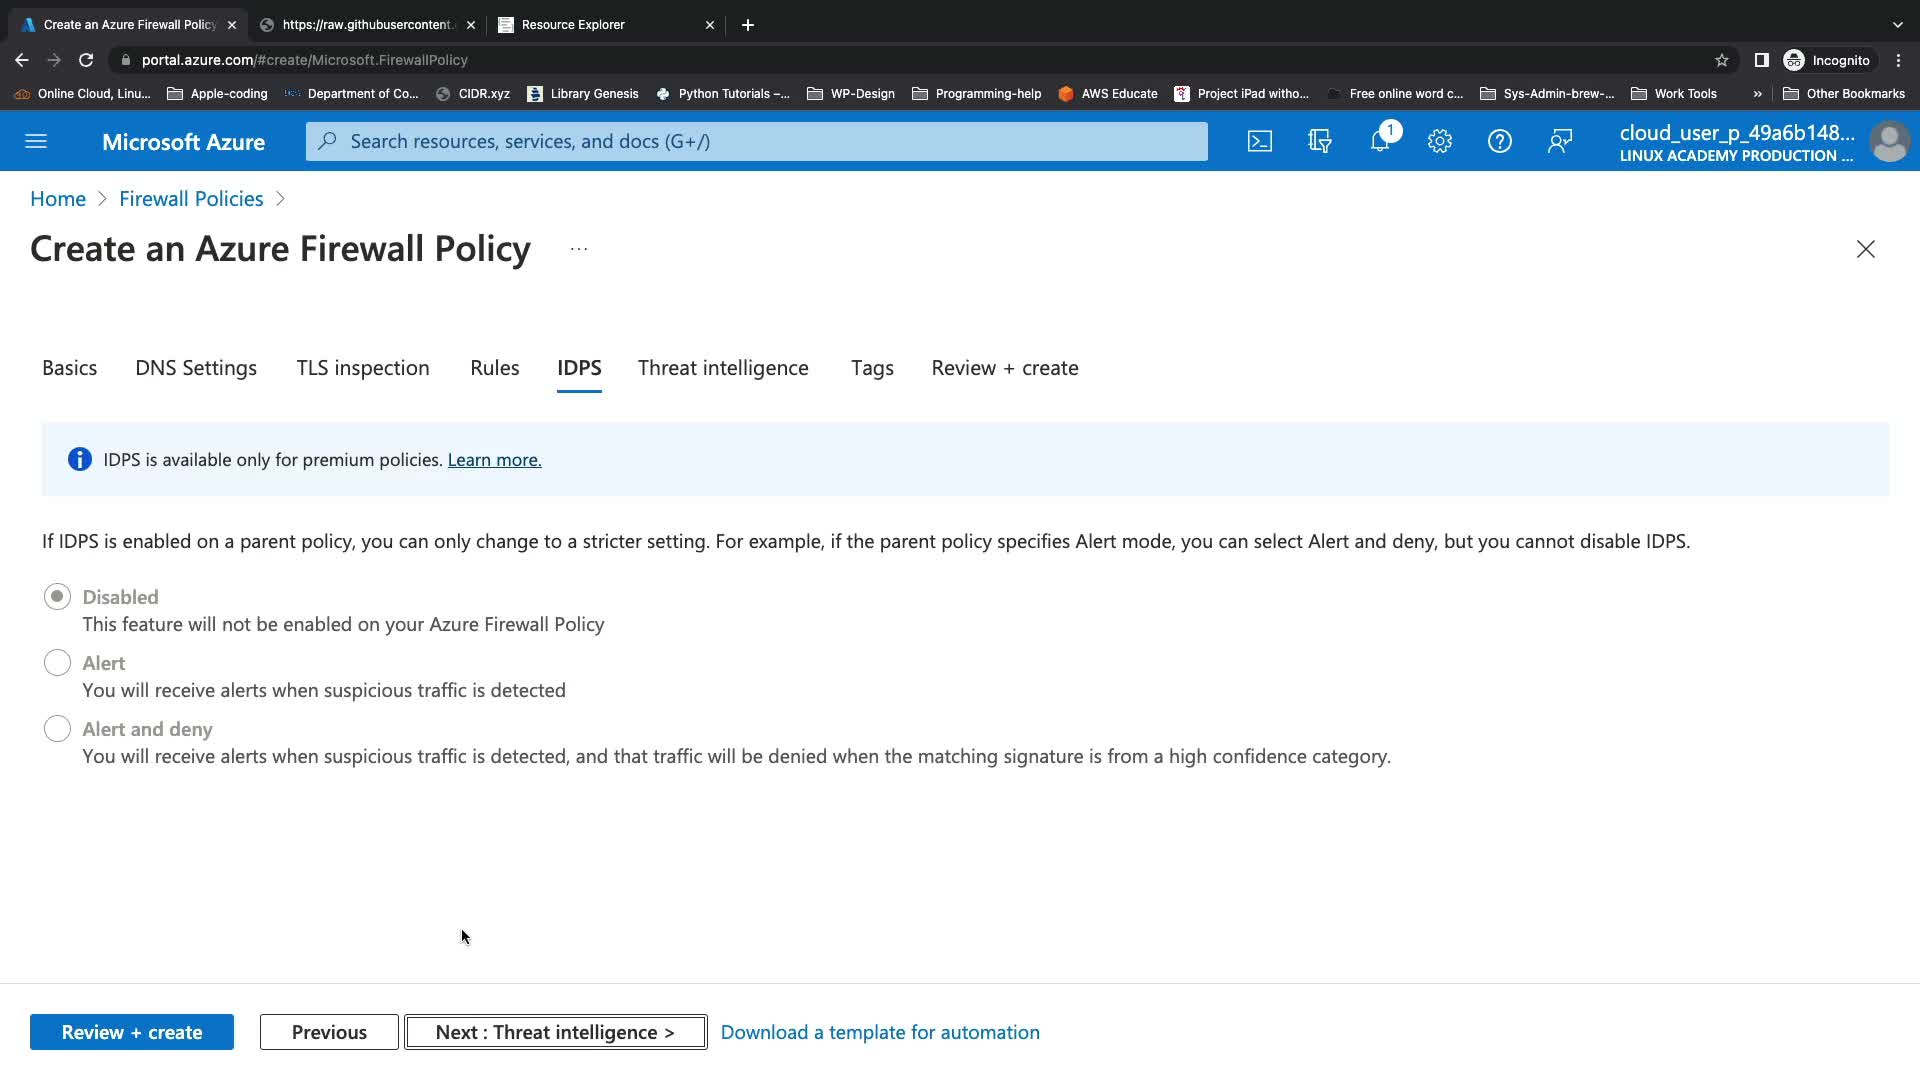 Create an Azure Firewall Policy
https://raw.githubusercontent.
Resource Explorer
portal.azure.com/#create/Microsoft.FirewallPolicy
Incognito
Online Cloud, Linu...
Apple-coding
Department of Co...
CIDR.xyz
Library Genesis
Python Tutorials –...
WP-Design
Programming-help
AWS Educate
Project iPad witho...
Free online word c...
Sys-Admin-brew-...
Work Tools
»
Other Bookmarks
Microsoft Azure
Search resources, services, and docs (G+/)
1
cloud_user_p_49a6b148...
LINUX ACADEMY PRODUCTION ...
Home > Firewall Policies >
Create an Azure Firewall Policy ...
Basics
DNS Settings
TLS inspection
Rules
IDPS
Threat intelligence
Tags
Review + create
IDPS is available only for premium policies. Learn more.
If IDPS is enabled on a parent policy, you can only change to a stricter setting. For example, if the parent policy specifies Alert mode, you can select Alert and deny, but you cannot disable IDPS.
Disabled
This feature will not be enabled on your Azure Firewall Policy
Alert
You will receive alerts when suspicious traffic is detected
Alert and deny
You will receive alerts when suspicious traffic is detected, and that traffic will be denied when the matching signature is from a high confidence category.
Review + create
Previous
Next : Threat intelligence >
Download a template for automation